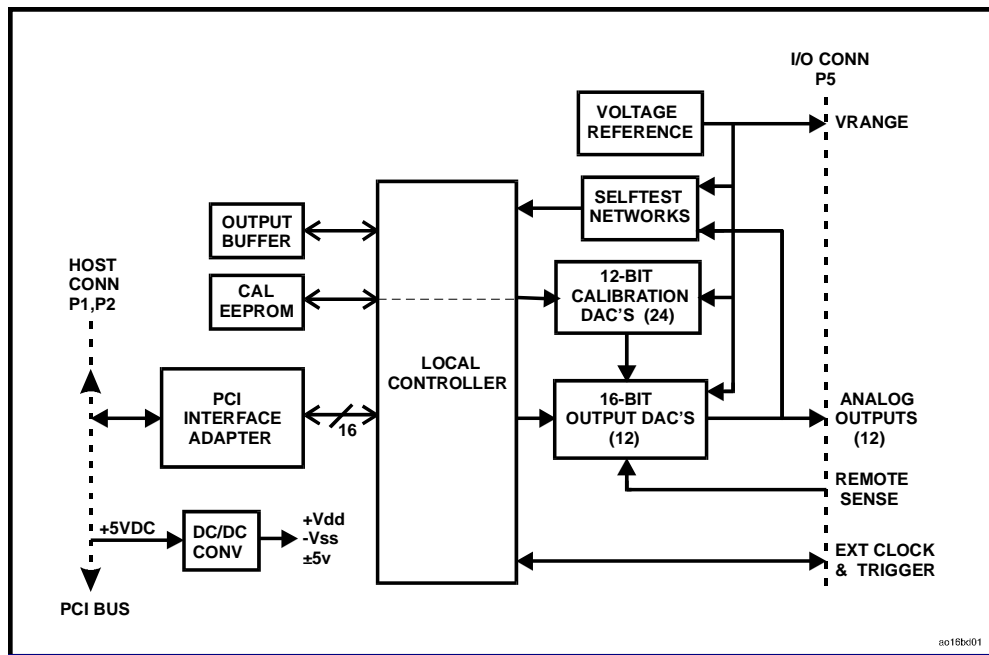 I/O CONN
P5
VOLTAGE
REFERENCE
VRANGE
SELFTEST
NETWORKS
OUTPUT
BUFFER
HOST
CONN
P1,P2
CAL
EEPROM
12-BIT
CALIBRATION
DAC'S (24)
LOCAL
CONTROLLER
PCI
INTERFACE
ADAPTER
16
16-BIT
OUTPUT DAC'S
(12)
ANALOG
OUTPUTS
(12)
REMOTE
SENSE
+5VDC
DC/DC
CONV
+Vdd
-Vss
±5v
EXT CLOCK
& TRIGGER
PCI BUS
ao16bd01